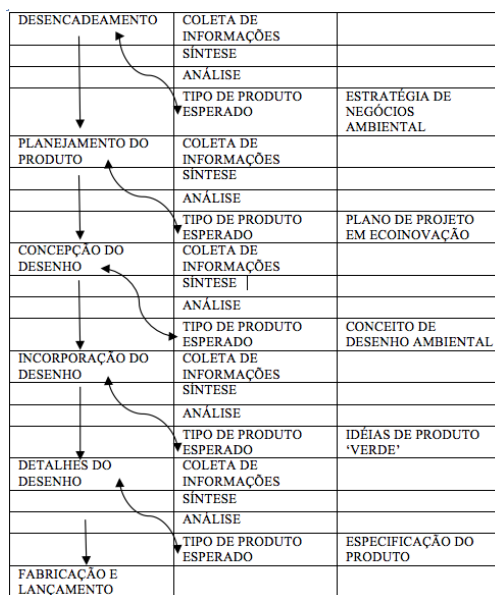 DESENCADEAMENTO
COLETA DE
INFORMAÇÕES
SÍNTESE
ANÁLISE
TIPO DE PRODUTO
ESPERADO
ESTRATÉGIA DE
NEGÓCIOS
AMBIENTAL
PLANEJAMENTO DO
PRODUTO
COLETA DE
INFORMAÇÕES
SÍNTESE
ANÁLISE
TIPO DE PRODUTO
ESPERADO
PLANO DE PROJETO
EM ECOINOVAÇÃO
CONCEPÇÃO DO
DESENHO
COLETA DE
INFORMAÇÕES
SÍNTESE
ANÁLISE
TIPO DE PRODUTO
ESPERADO
CONCEITO DE
DESENHO AMBIENTAL
INCORPORAÇÃO DO
DESENHO
COLETA DE
INFORMAÇÕES
SÍNTESE
ANÁLISE
TIPO DE PRODUTO
ESPERADO
IDÉIAS DE PRODUTO
‘VERDE’
DETALHES DO
DESENHO
COLETA DE
INFORMAÇÕES
SÍNTESE
ANÁLISE
TIPO DE PRODUTO
ESPERADO
ESPECIFICAÇÃO DO
PRODUTO
FABRICAÇÃO E
LANÇAMENTO